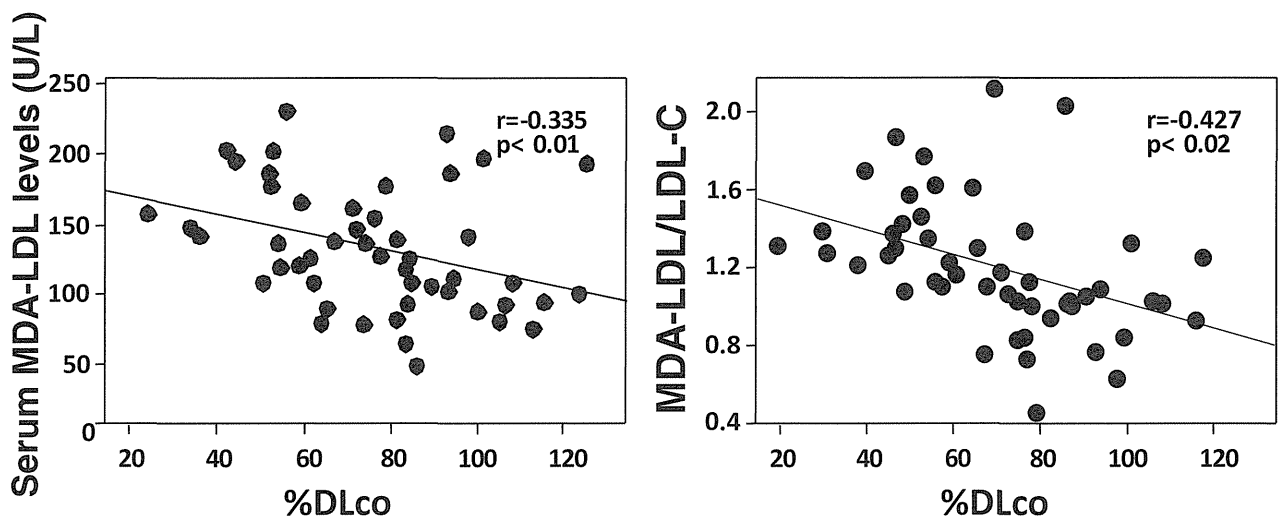 Serum MDA-LDL levels (U/L)
250
200
150
100
50
0
r=-0.335
p< 0.01
20 40 60 80 100 120
%DLco
MDA-LDL/LDL-C
2.0
1.6
1.2
0.8
0.4
r=-0.427
p< 0.02
20 40 60 80 100 120
%DLco